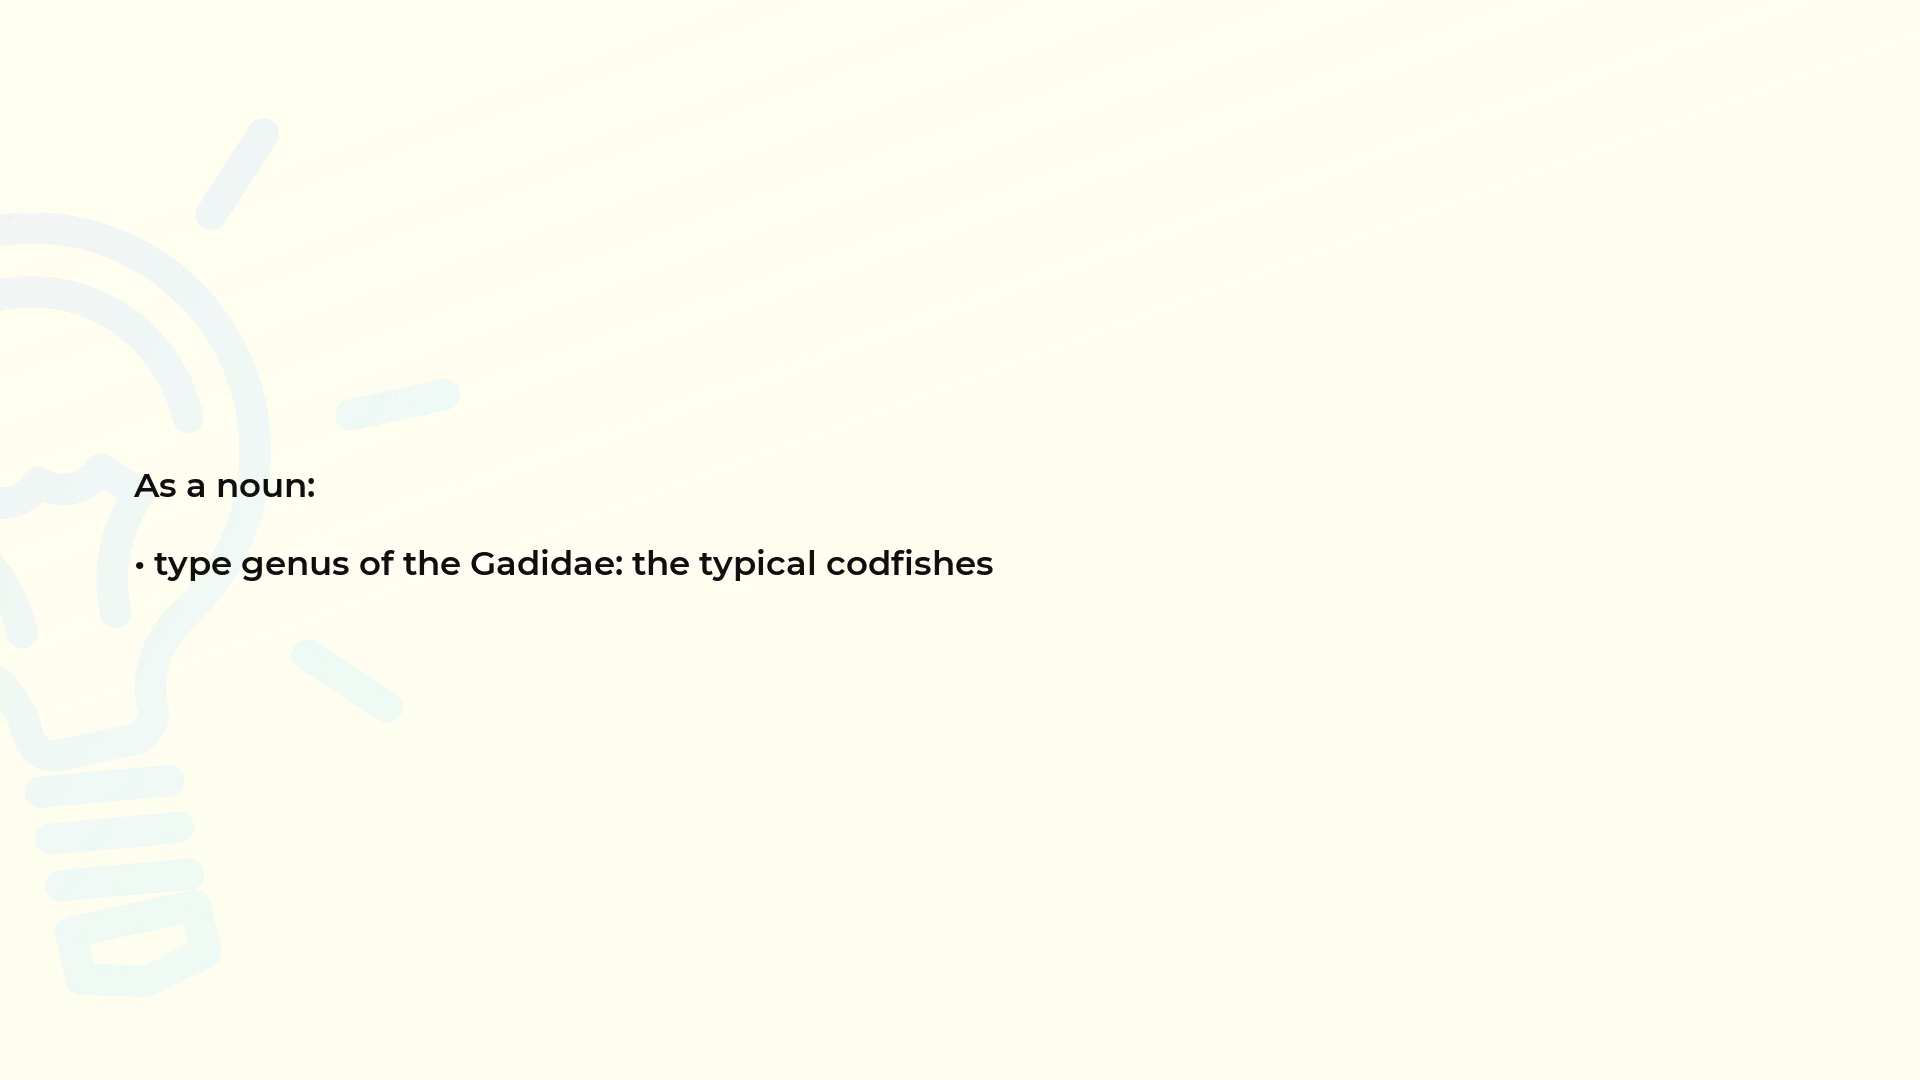 As a noun:
• type genus of the Gadidae: the typical codfishes